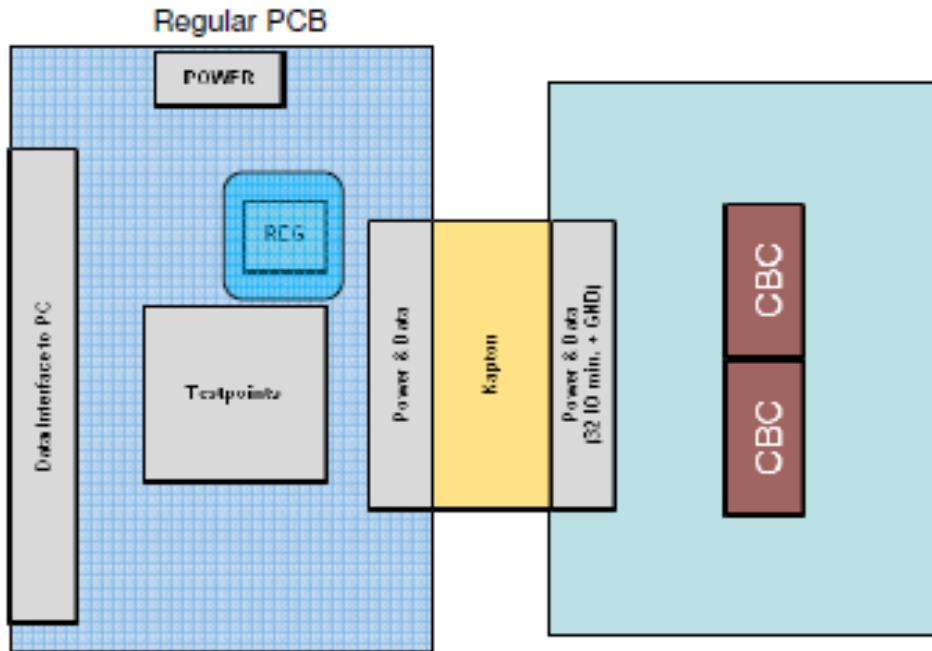 Regular PCB
POWER
REG
Data Interface to PC
Testpoints
Power & Data
Kapton
Power & Data
(32 IO min. + GND)
CBC
CBC